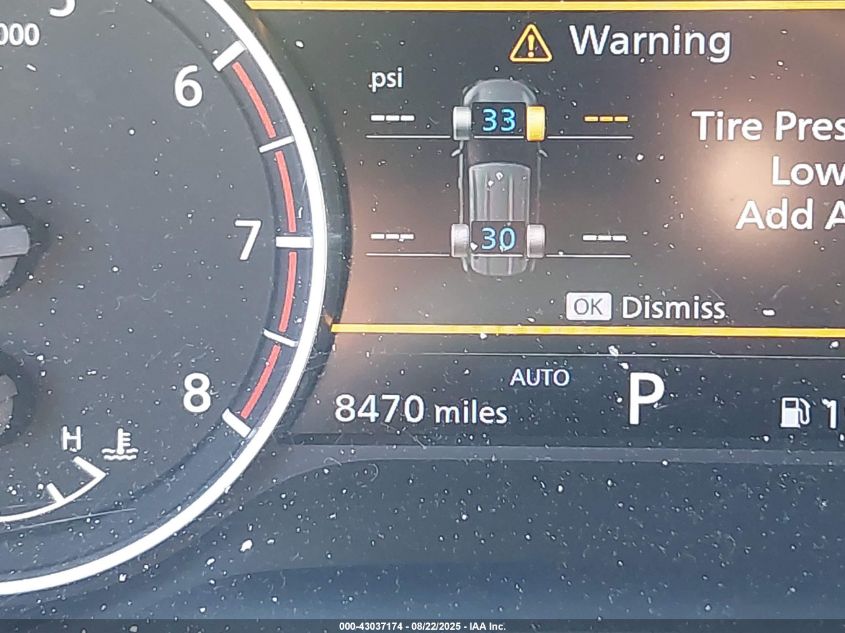 000
6
7
8
H
Warning
psi
--- 33 ---
--- 30 ---
Tire Pres
Low
Add A
OK Dismiss
AUTO
8470 miles P 1
000-43037174 - 08/22/2025 - IAA Inc.